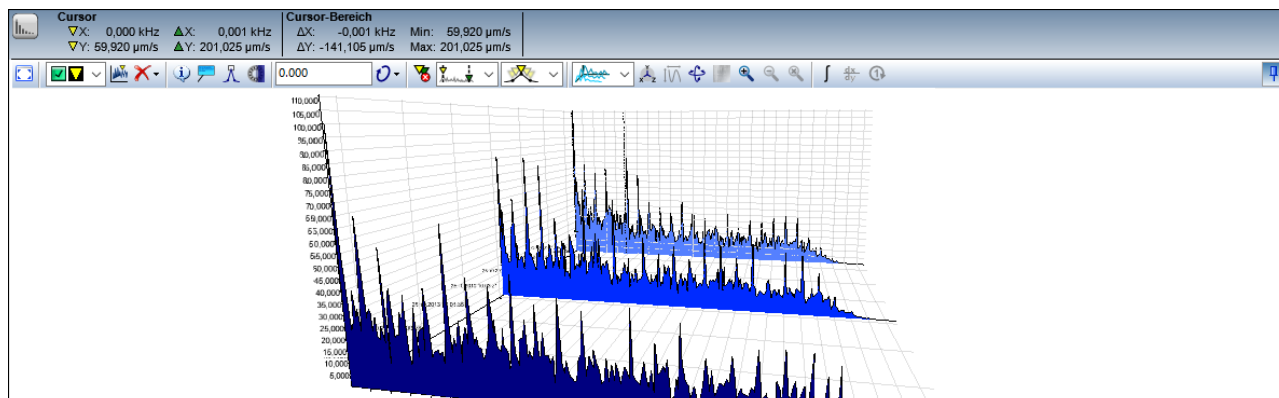 Cursor
Cursor-Bereich
X: 0,000 kHz
X: 0,001 kHz
ΔX: -0,001 kHz
Min: 59,920 µm/s
Y: 59,920 µm/s
Y: 201,025 µm/s
ΔY: -141,105 µm/s
Max: 201,025 µm/s
0.000
110,000
105,000
100,000
95,000
90,000
85,000
80,000
75,000
70,000
65,000
60,000
55,000
50,000
45,000
40,000
35,000
30,000
25,000
20,000
15,000
10,000
5,000